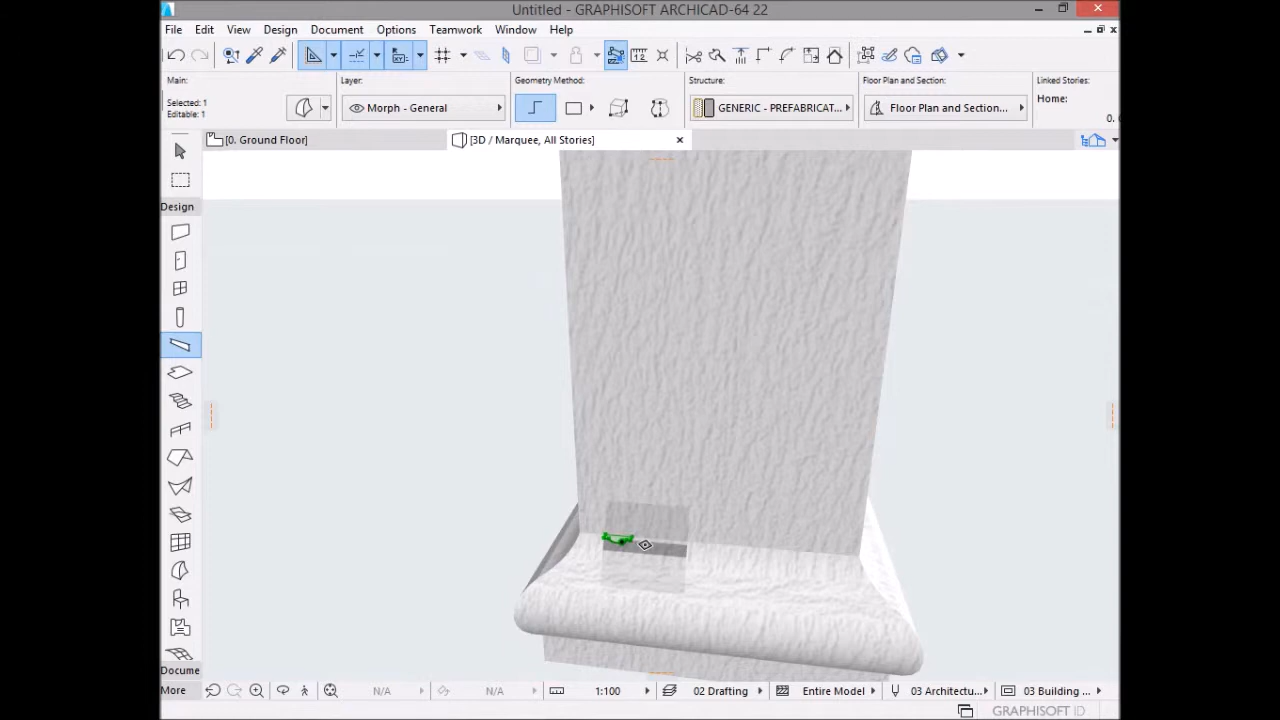 Untitled - GRAPHISOFT ARCHICAD-64 22
File Edit View Design Document Options Teamwork Window Help
Main: Layer: Geometry Method: Structure: Floor Plan and Section: Linked Stories:
Selected: 1
Editable: 1
Morph - General
GENERIC - PREFABRICAT...
Floor Plan and Section...
Home:
0. 
[0. Ground Floor]
[3D / Marquee, All Stories]
Design
Docume
More
N/A
N/A
1:100
02 Drafting
Entire Model
03 Architectu...
03 Building ...
GRAPHISOFT ID